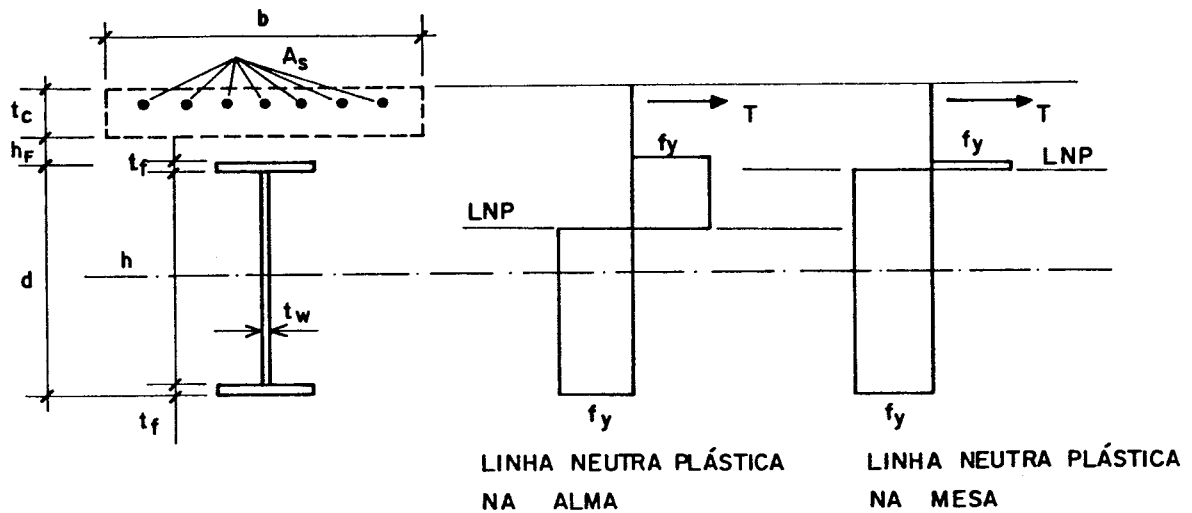 b
A_s
t_c
h_F
t_f
d
h
t_w
t_f
T
f_y
LNP
f_y
T
f_y
LNP
f_y
LINHA NEUTRA PLÁSTICA
NA ALMA
LINHA NEUTRA PLÁSTICA
NA MESA